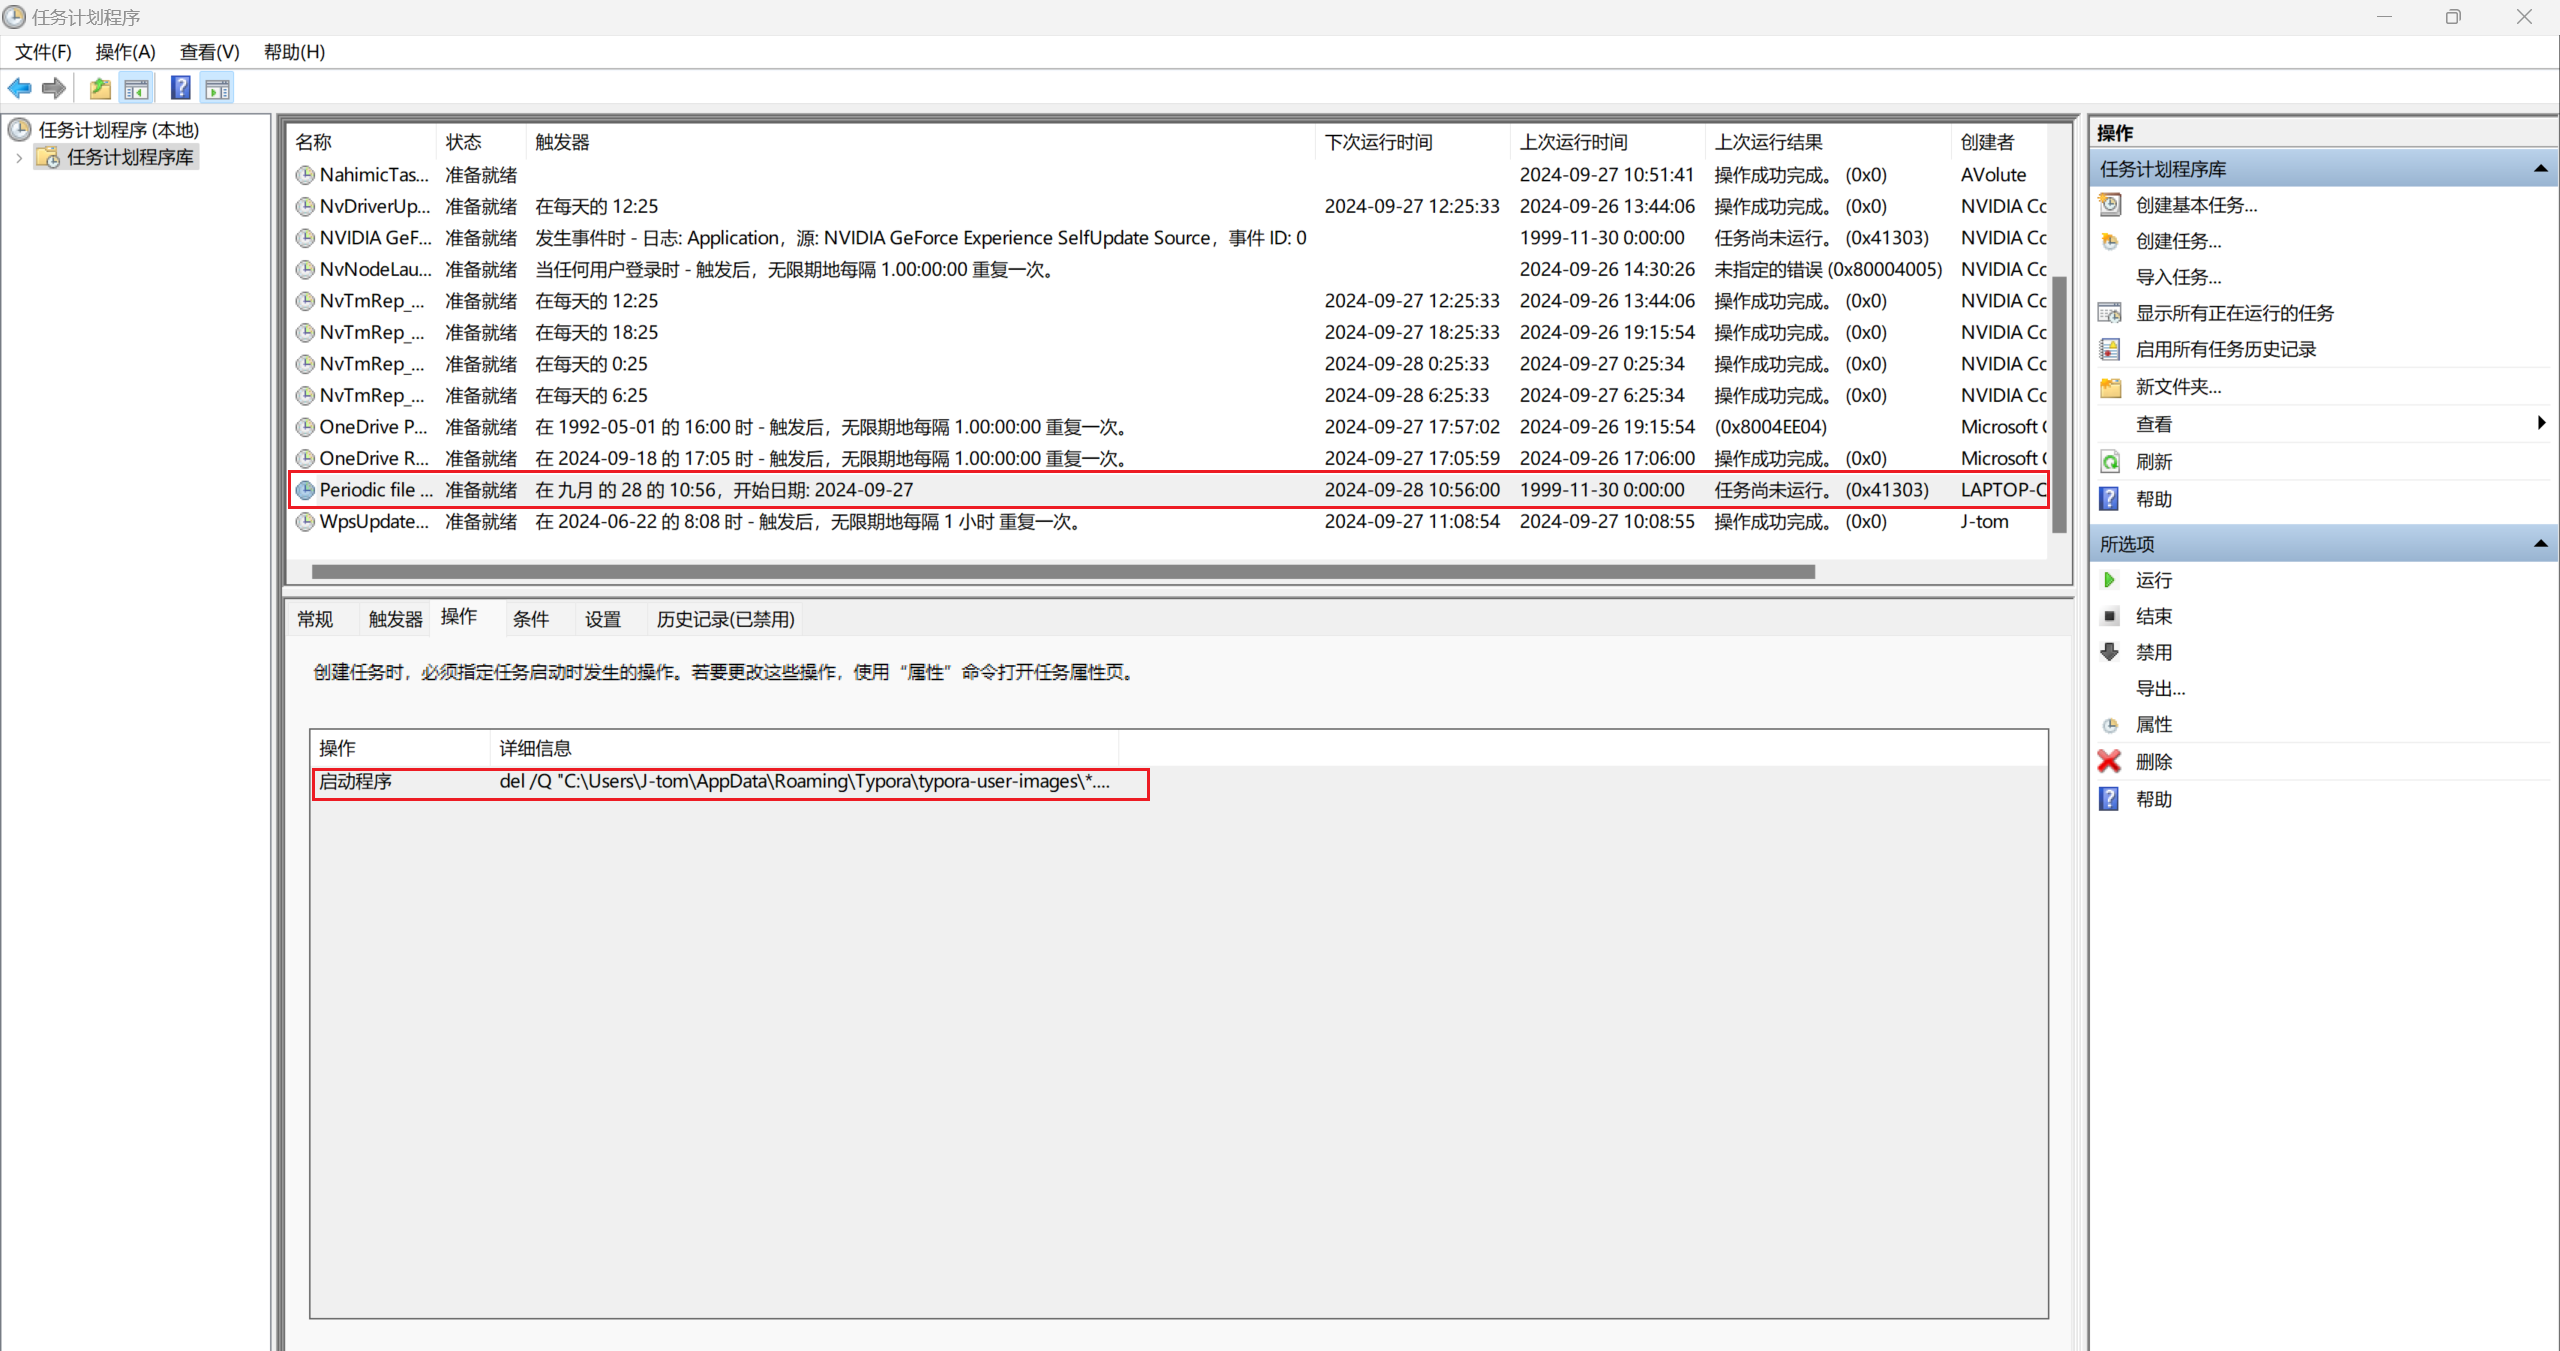 任务计划程序
文件(F) 操作(A) 查看(V) 帮助(H)
任务计划程序 (本地)
任务计划程序库
名称 状态 触发器 下次运行时间 上次运行时间 上次运行结果 创建者
NahimicTas... 准备就绪 2024-09-27 10:51:41 操作成功完成。 (0x0) AVolute
NvDriverUp... 准备就绪 在每天的 12:25 2024-09-27 12:25:33 2024-09-26 13:44:06 操作成功完成。 (0x0) NVIDIA Cc
NVIDIA GeF... 准备就绪 发生事件时 - 日志: Application，源: NVIDIA GeForce Experience SelfUpdate Source，事件 ID: 0 1999-11-30 0:00:00 任务尚未运行。 (0x41303) NVIDIA Cc
NvNodeLau... 准备就绪 当任何用户登录时 - 触发后，无限期地每隔 1.00:00:00 重复一次。 2024-09-26 14:30:26 未指定的错误 (0x80004005) NVIDIA Cc
NvTmRep_... 准备就绪 在每天的 12:25 2024-09-27 12:25:33 2024-09-26 13:44:06 操作成功完成。 (0x0) NVIDIA Cc
NvTmRep_... 准备就绪 在每天的 18:25 2024-09-27 18:25:33 2024-09-26 19:15:54 操作成功完成。 (0x0) NVIDIA Cc
NvTmRep_... 准备就绪 在每天的 0:25 2024-09-28 0:25:33 2024-09-27 0:25:34 操作成功完成。 (0x0) NVIDIA Cc
NvTmRep_... 准备就绪 在每天的 6:25 2024-09-28 6:25:33 2024-09-27 6:25:34 操作成功完成。 (0x0) NVIDIA Cc
OneDrive P... 准备就绪 在 1992-05-01 的 16:00 时 - 触发后，无限期地每隔 1.00:00:00 重复一次。 2024-09-27 17:57:02 2024-09-26 19:15:54 (0x8004EE04) Microsoft (
OneDrive R... 准备就绪 在 2024-09-18 的 17:05 时 - 触发后，无限期地每隔 1.00:00:00 重复一次。 2024-09-27 17:05:59 2024-09-26 17:06:00 操作成功完成。 (0x0) Microsoft (
Periodic file ... 准备就绪 在 九月 的 28 的 10:56，开始日期: 2024-09-27 2024-09-28 10:56:00 1999-11-30 0:00:00 任务尚未运行。 (0x41303) LAPTOP-C
WpsUpdate... 准备就绪 在 2024-06-22 的 8:08 时 - 触发后，无限期地每隔 1 小时 重复一次。 2024-09-27 11:08:54 2024-09-27 10:08:55 操作成功完成。 (0x0) J-tom
常规 触发器 操作 条件 设置 历史记录(已禁用)
创建任务时，必须指定任务启动时发生的操作。若要更改这些操作，使用“属性”命令打开任务属性页。
操作 详细信息
启动程序 del /Q "C:\Users\J-tom\AppData\Roaming\Typora\typora-user-images\*....
操作
任务计划程序库
创建基本任务...
创建任务...
导入任务...
显示所有正在运行的任务
启用所有任务历史记录
新文件夹...
查看
刷新
帮助
所选项
运行
结束
禁用
导出...
属性
删除
帮助